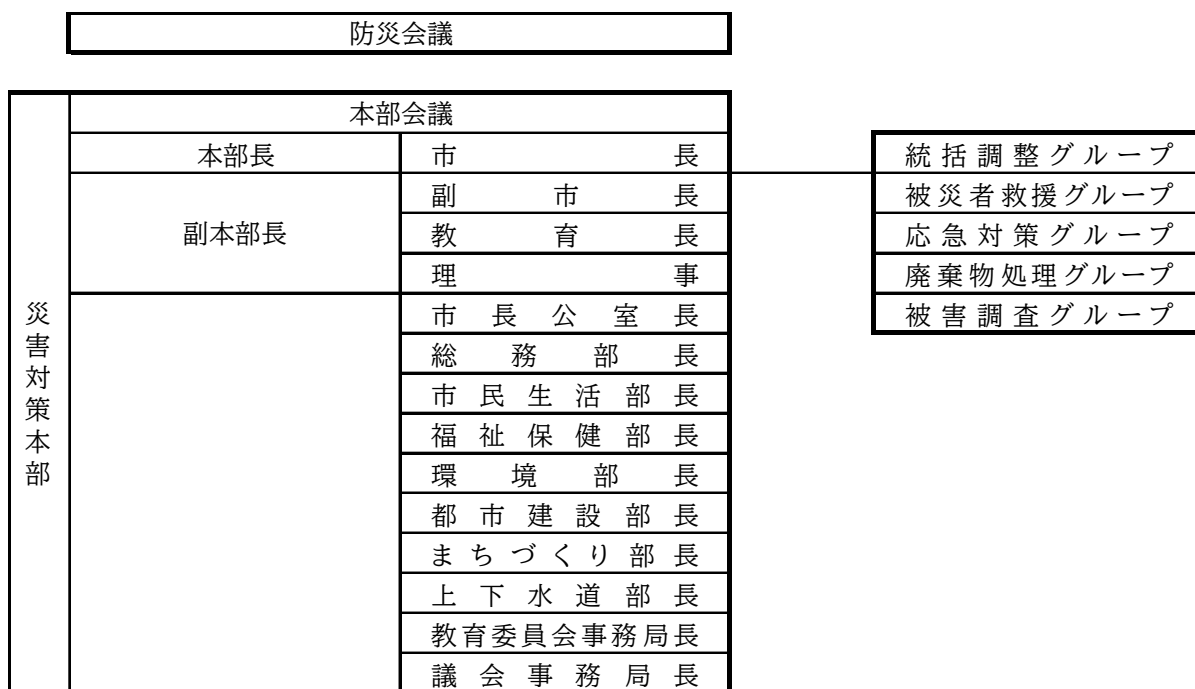 防災会議
本部会議
災害対策本部
本部長
市長
副本部長
副市長
教育長
理事
市長公室長
総務部長
市民生活部長
福祉保健部長
環境部長
都市建設部長
まちづくり部長
上下水道部長
教育委員会事務局長
議会事務局長
統括調整グループ
被災者救援グループ
応急対策グループ
廃棄物処理グループ
被害調査グループ